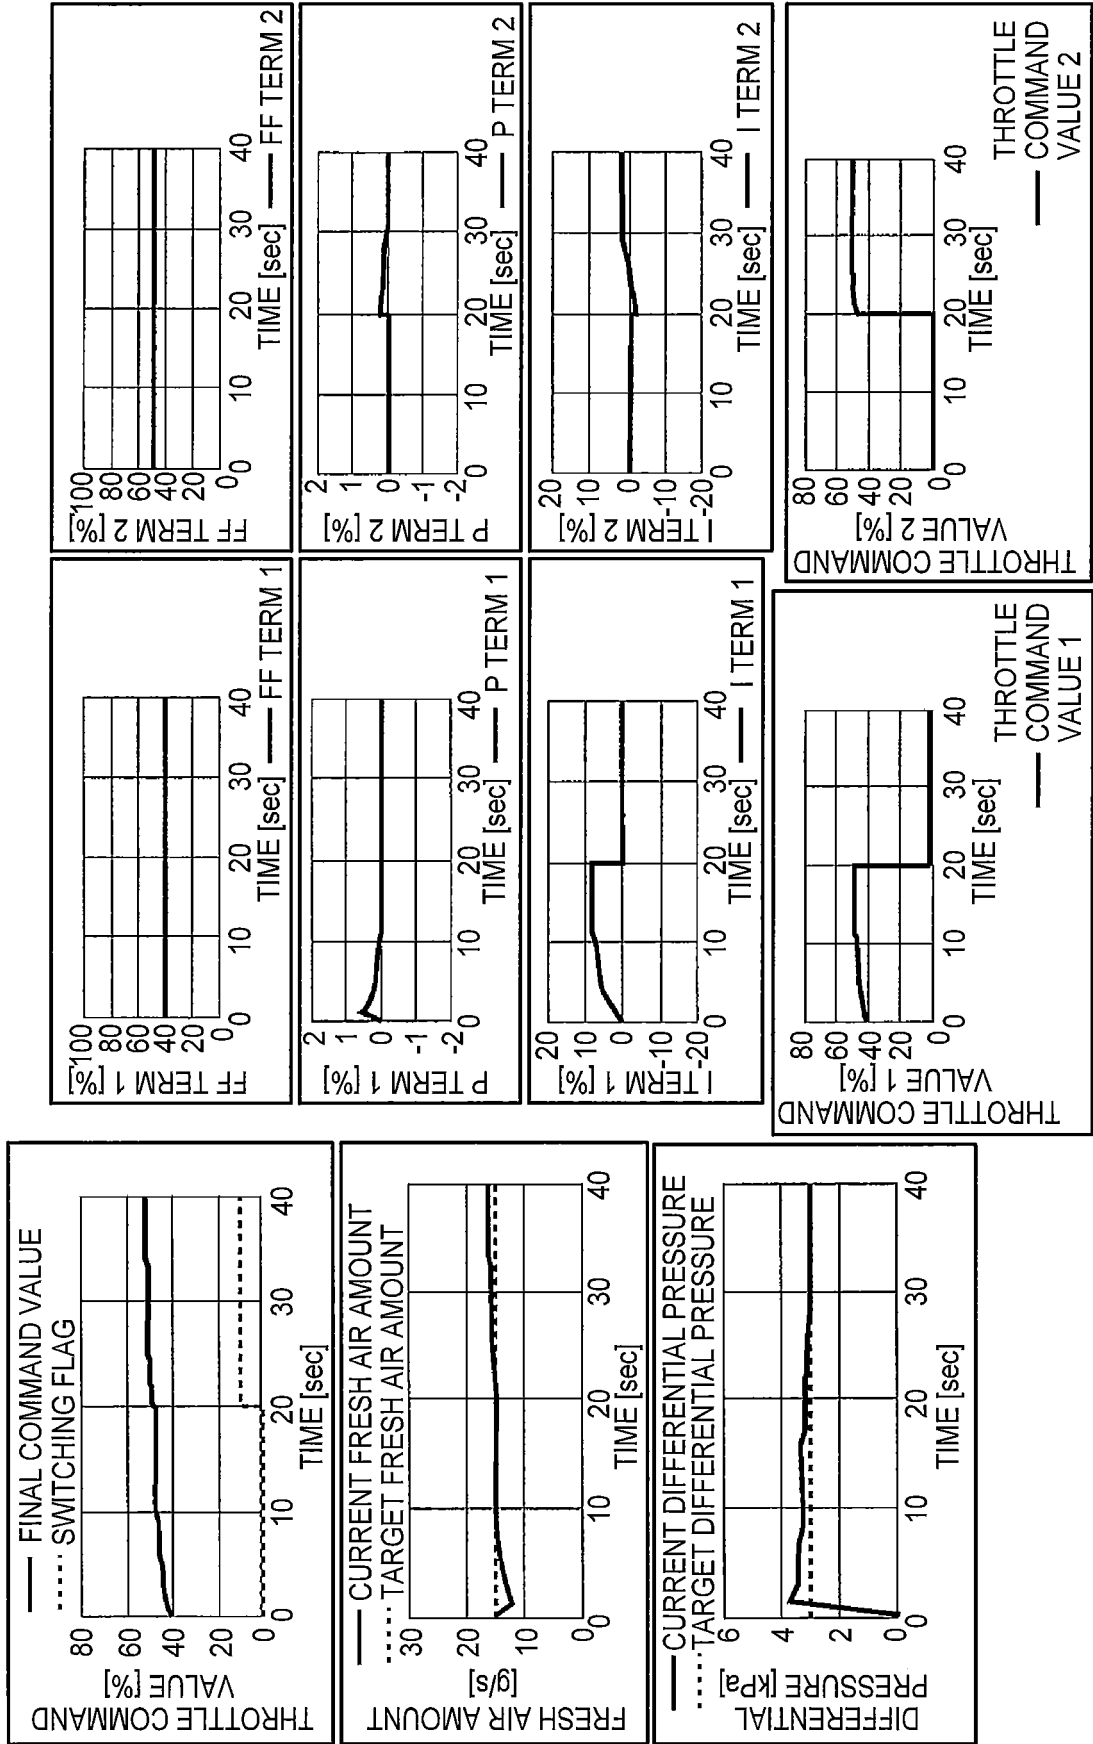 FINAL COMMAND VALUE
SWITCHING FLAG
THROTTLE COMMAND
VALUE [%]
80
60
40
20
0
0
10
20
30
40
TIME [sec]
CURRENT FRESH AIR AMOUNT
TARGET FRESH AIR AMOUNT
FRESH AIR AMOUNT
[g/s]
30
20
10
0
0
10
20
30
40
TIME [sec]
CURRENT DIFFERENTIAL PRESSURE
TARGET DIFFERENTIAL PRESSURE
DIFFERENTIAL
PRESSURE [kPa]
6
4
2
0
0
10
20
30
40
TIME [sec]
FF TERM 1 [%]
100
80
60
40
20
0
0
10
20
30
40
TIME [sec]
FF TERM 1
P TERM 1 [%]
2
1
0
-1
-2
0
10
20
30
40
TIME [sec]
P TERM 1
I TERM 1 [%]
20
10
0
-10
-20
0
10
20
30
40
TIME [sec]
I TERM 1
THROTTLE COMMAND
VALUE 1 [%]
80
60
40
20
0
0
10
20
30
40
TIME [sec]
THROTTLE
COMMAND
VALUE 1
FF TERM 2 [%]
100
80
60
40
20
0
0
10
20
30
40
TIME [sec]
FF TERM 2
P TERM 2 [%]
2
1
0
-1
-2
0
10
20
30
40
TIME [sec]
P TERM 2
I TERM 2 [%]
20
10
0
-10
-20
0
10
20
30
40
TIME [sec]
I TERM 2
THROTTLE COMMAND
VALUE 2 [%]
80
60
40
20
0
0
10
20
30
40
TIME [sec]
THROTTLE
COMMAND
VALUE 2